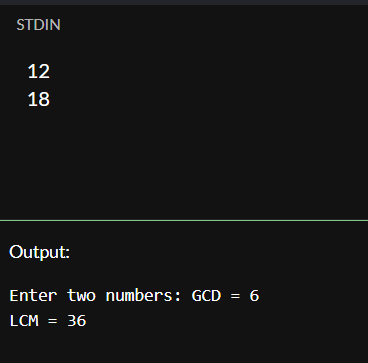 STDIN
12
18
Output:
Enter two numbers: GCD = 6
LCM = 36